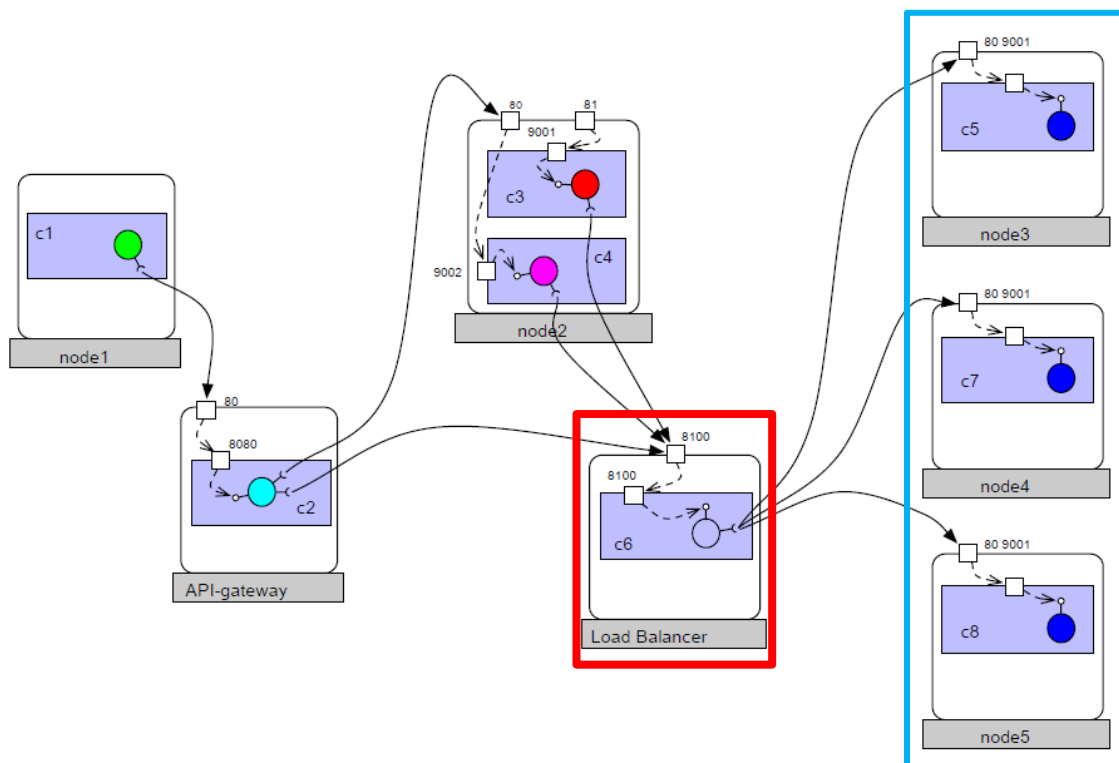 c1
node1
80
8080
c2
API-gateway
80
81
9001
c3
c4
9002
node2
8100
8100
c6
Load Balancer
80 9001
c5
node3
80 9001
c7
node4
80 9001
c8
node5